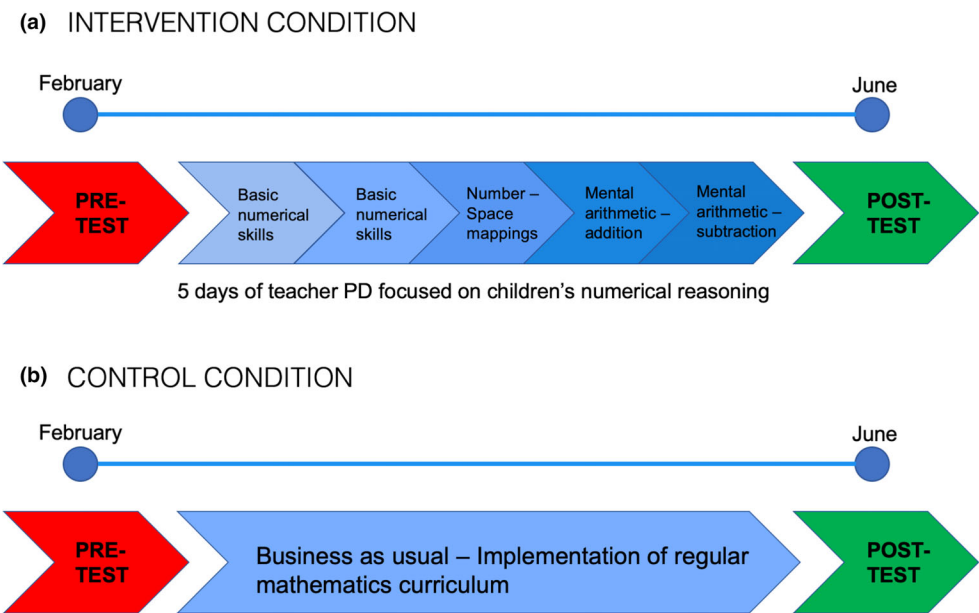 (a) INTERVENTION CONDITION
February
June
PRE-
TEST
Basic
numerical
skills
Basic
numerical
skills
Number –
Space
mappings
Mental
arithmetic –
addition
Mental
arithmetic –
subtraction
POST-
TEST
5 days of teacher PD focused on children's numerical reasoning
(b) CONTROL CONDITION
February
June
PRE-
TEST
Business as usual – Implementation of regular
mathematics curriculum
POST-
TEST